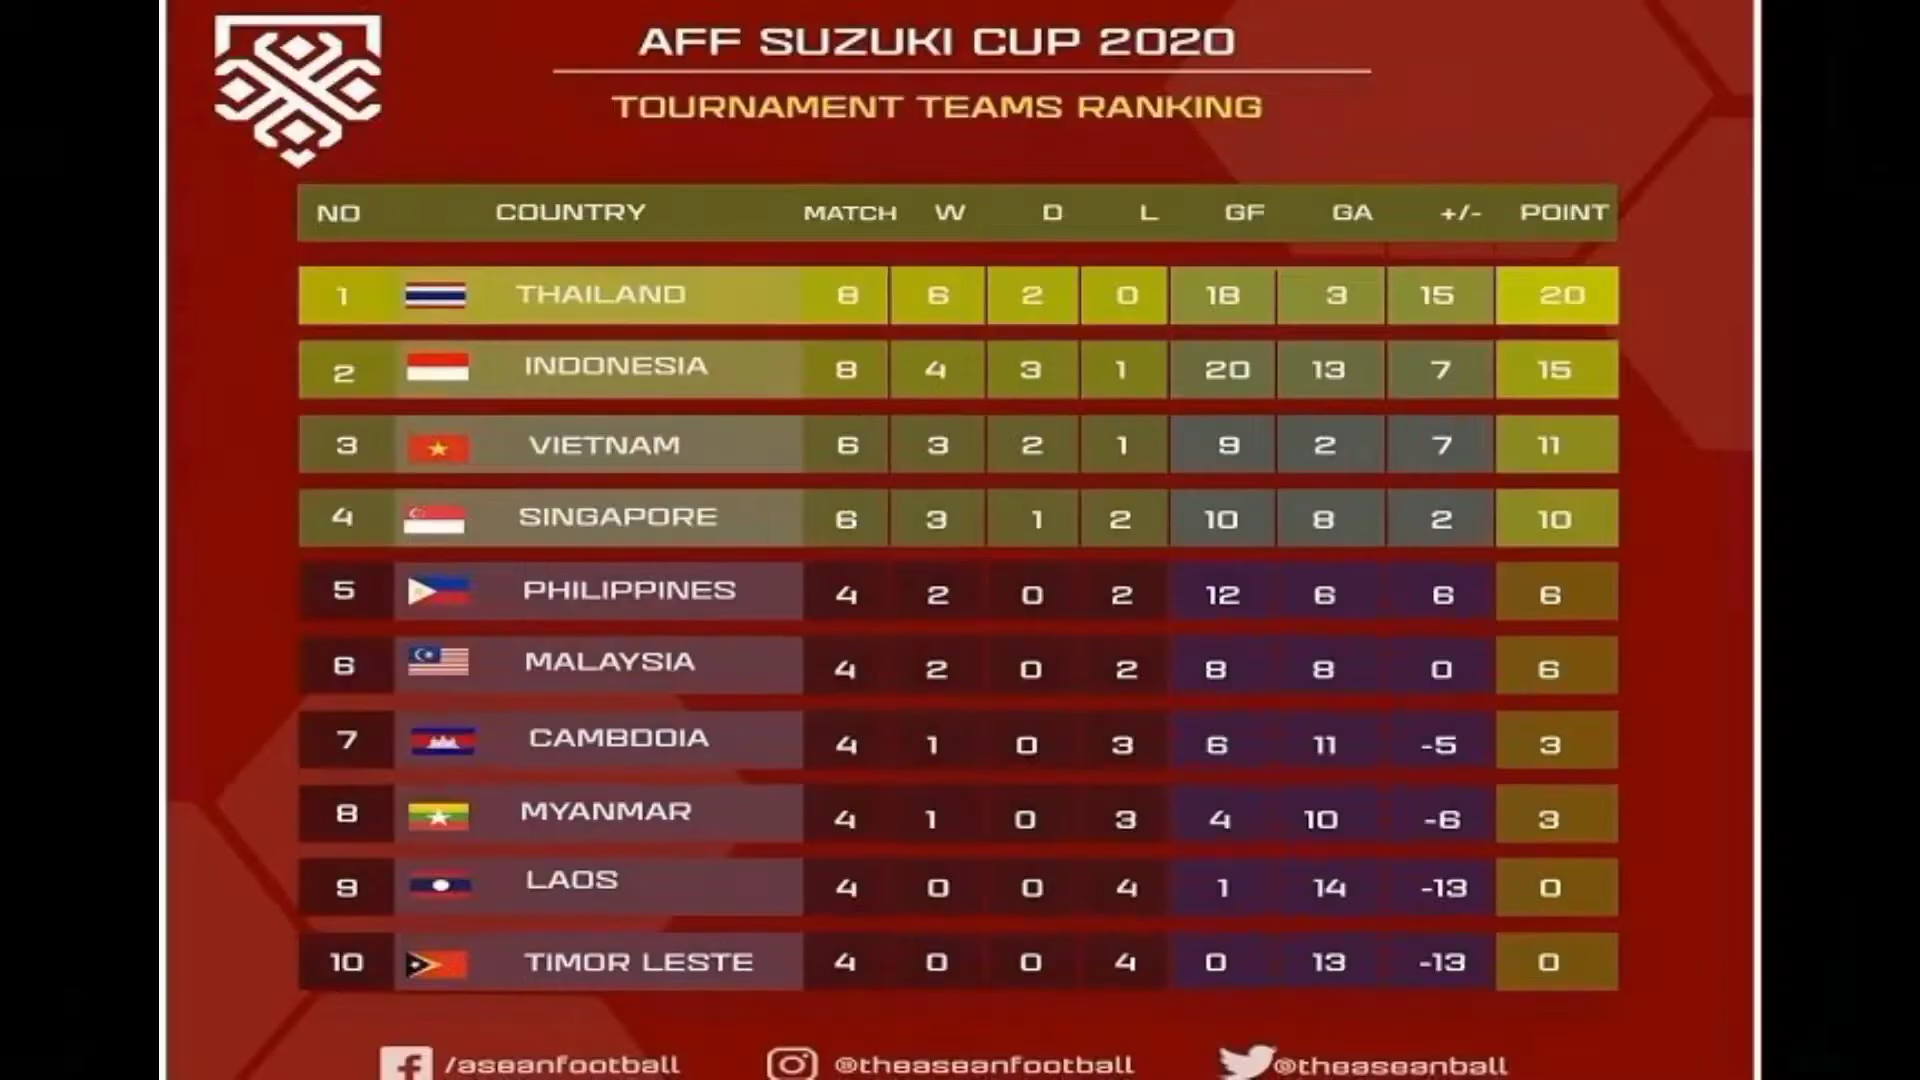 AFF SUZUKI CUP 2020
TOURNAMENT TEAMS RANKING
NO COUNTRY MATCH W D L GF GA +/- POINT
1 THAILAND 8 6 2 0 18 3 15 20
2 INDONESIA 8 4 3 1 20 13 7 15
3 VIETNAM 6 3 2 1 9 2 7 11
4 SINGAPORE 6 3 1 2 10 8 2 10
5 PHILIPPINES 4 2 0 2 12 6 6 6
6 MALAYSIA 4 2 0 2 8 8 0 6
7 CAMBDOIA 4 1 0 3 6 11 -5 3
8 MYANMAR 4 1 0 3 4 10 -6 3
9 LAOS 4 0 0 4 1 14 -13 0
10 TIMOR LESTE 4 0 0 4 0 13 -13 0
/aseanfootball @theaseanfootball @theaseanball